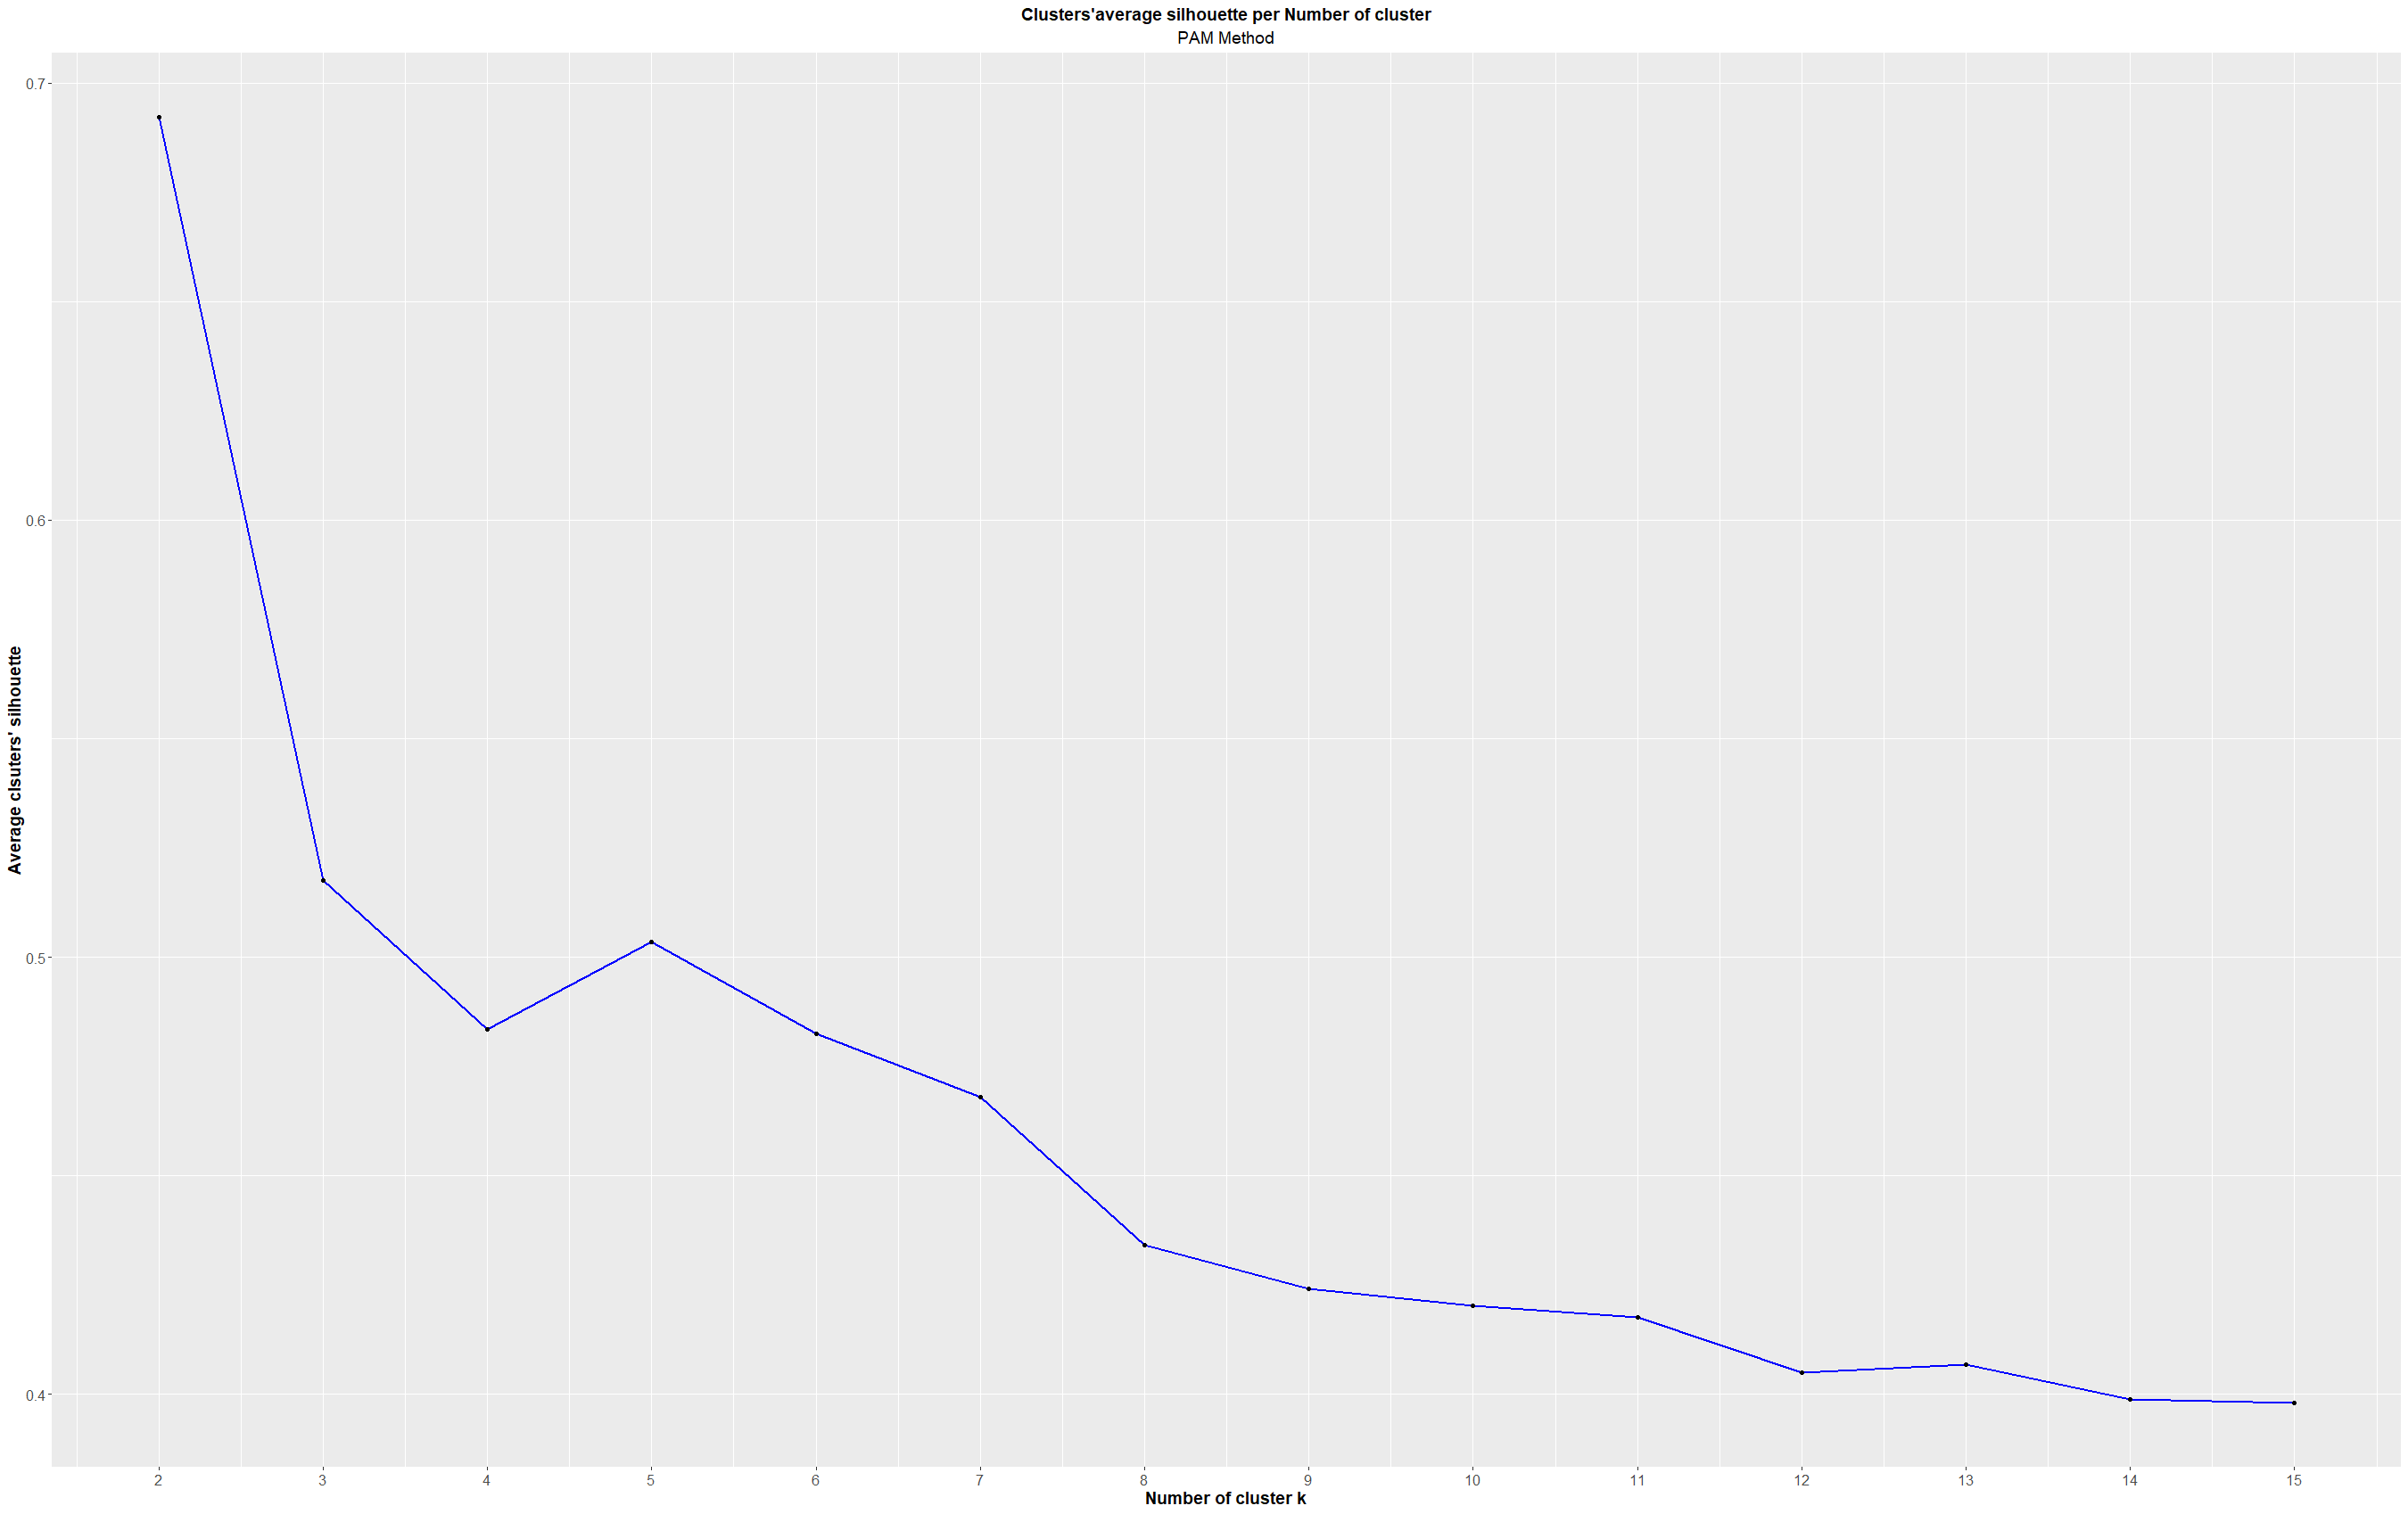 Clusters'average silhouette per Number of cluster
PAM Method
Average clsuters' silhouette
0.7
0.6
0.5
0.4
2 3 4 5 6 7 8 9 10 11 12 13 14 15
Number of cluster k